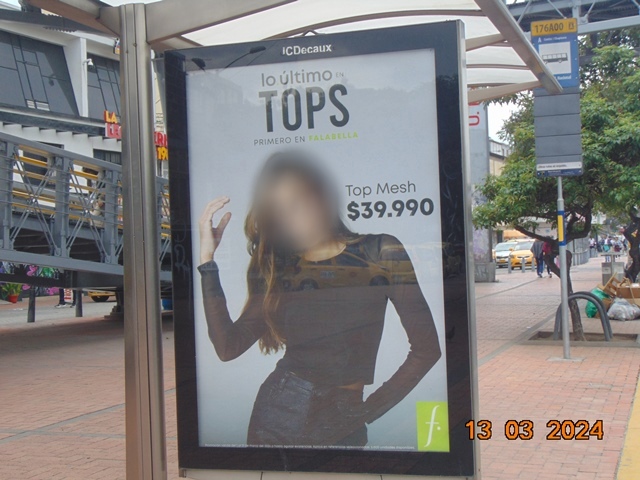 JCDecaux
lo último EN
TOPS
PRIMERO EN FALABELLA
Top Mesh
$39.990
f.
176A00
13 03 2024